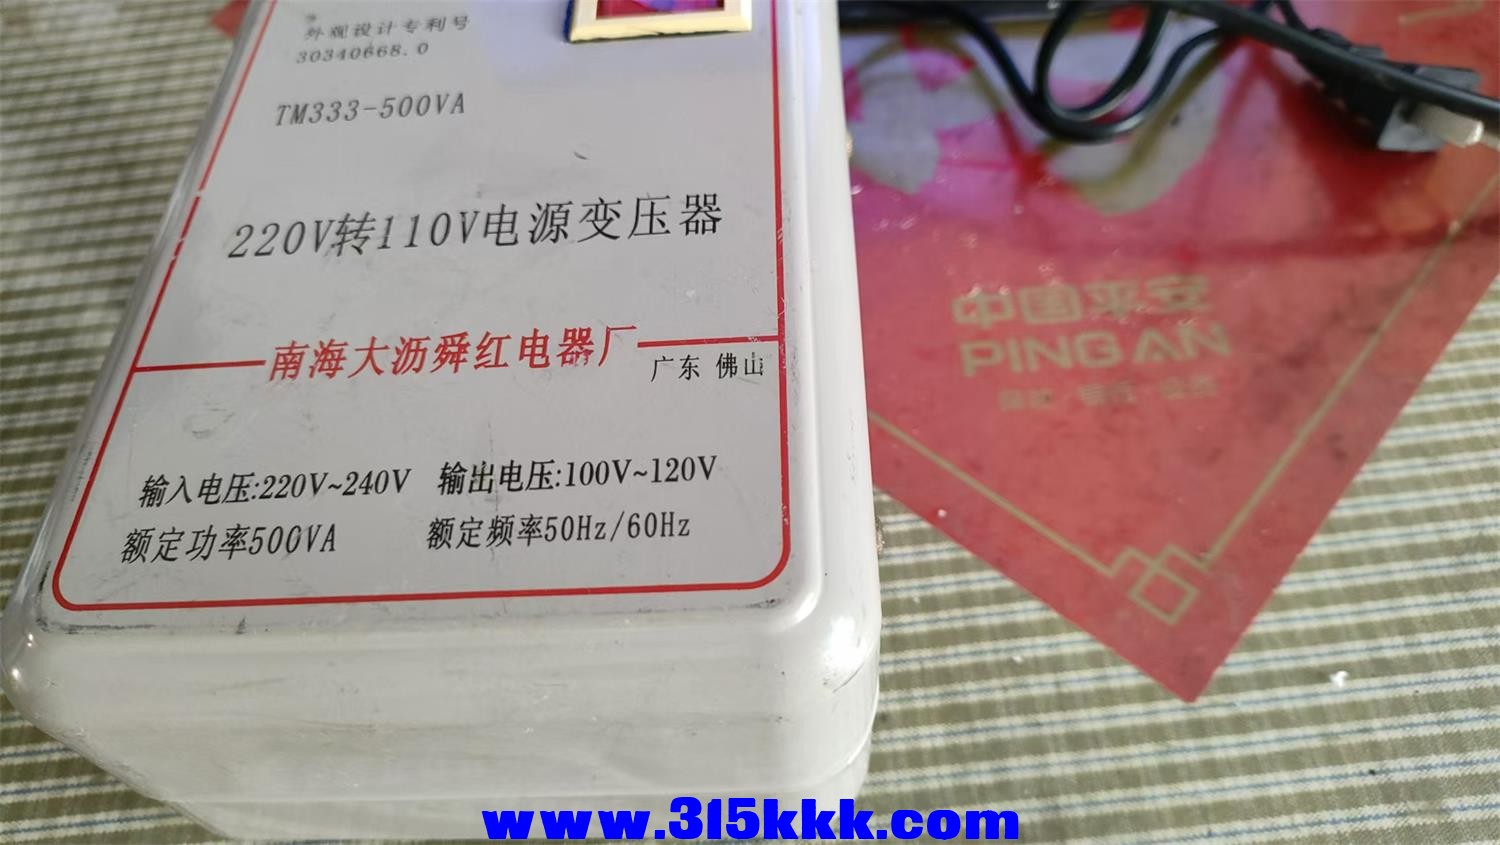 外观设计专利号
30340668.0
TM333-500VA
220V转110V电源变压器
南海大沥舜红电器厂
广东 佛山
输入电压:220V~240V 输出电压:100V~120V
额定功率500VA 额定频率50Hz/60Hz
中国平安
PING AN
www.315kkk.com